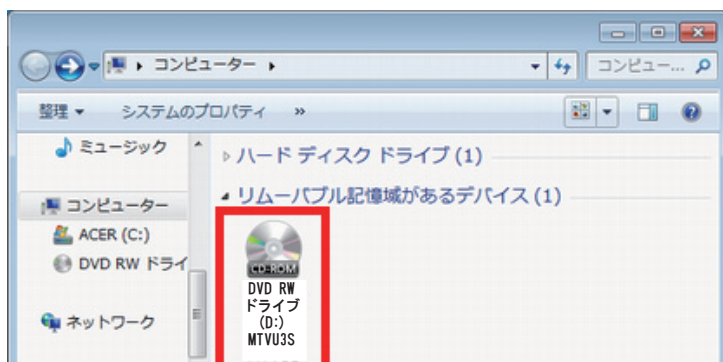 コンピューター
コンピュー...
整理 システムのプロパティ »
ミュージック
コンピューター
ACER (C:)
DVD RW ドライ
ネットワーク
ハード ディスク ドライブ (1)
リムーバブル記憶域があるデバイス (1)
CD-ROM
DVD RW
ドライブ
(D:)
MTVU3S